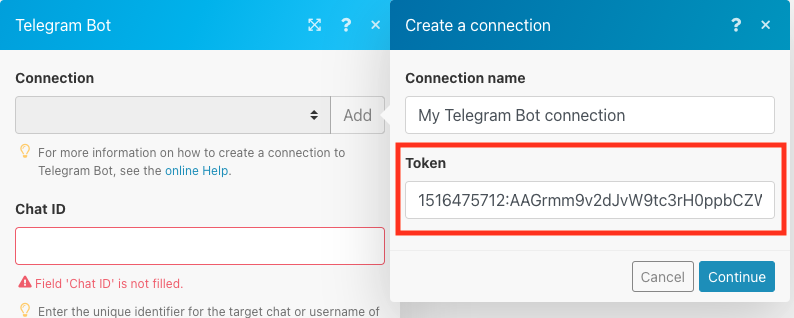 Telegram Bot
Connection
Add
For more information on how to create a connection to
Telegram Bot, see the online Help.
Chat ID
Field 'Chat ID' is not filled.
Enter the unique identifier for the target chat or username of
Create a connection
Connection name
My Telegram Bot connection
Token
1516475712:AAGrmm9v2dJvW9tc3rH0ppbCZW
Cancel
Continue